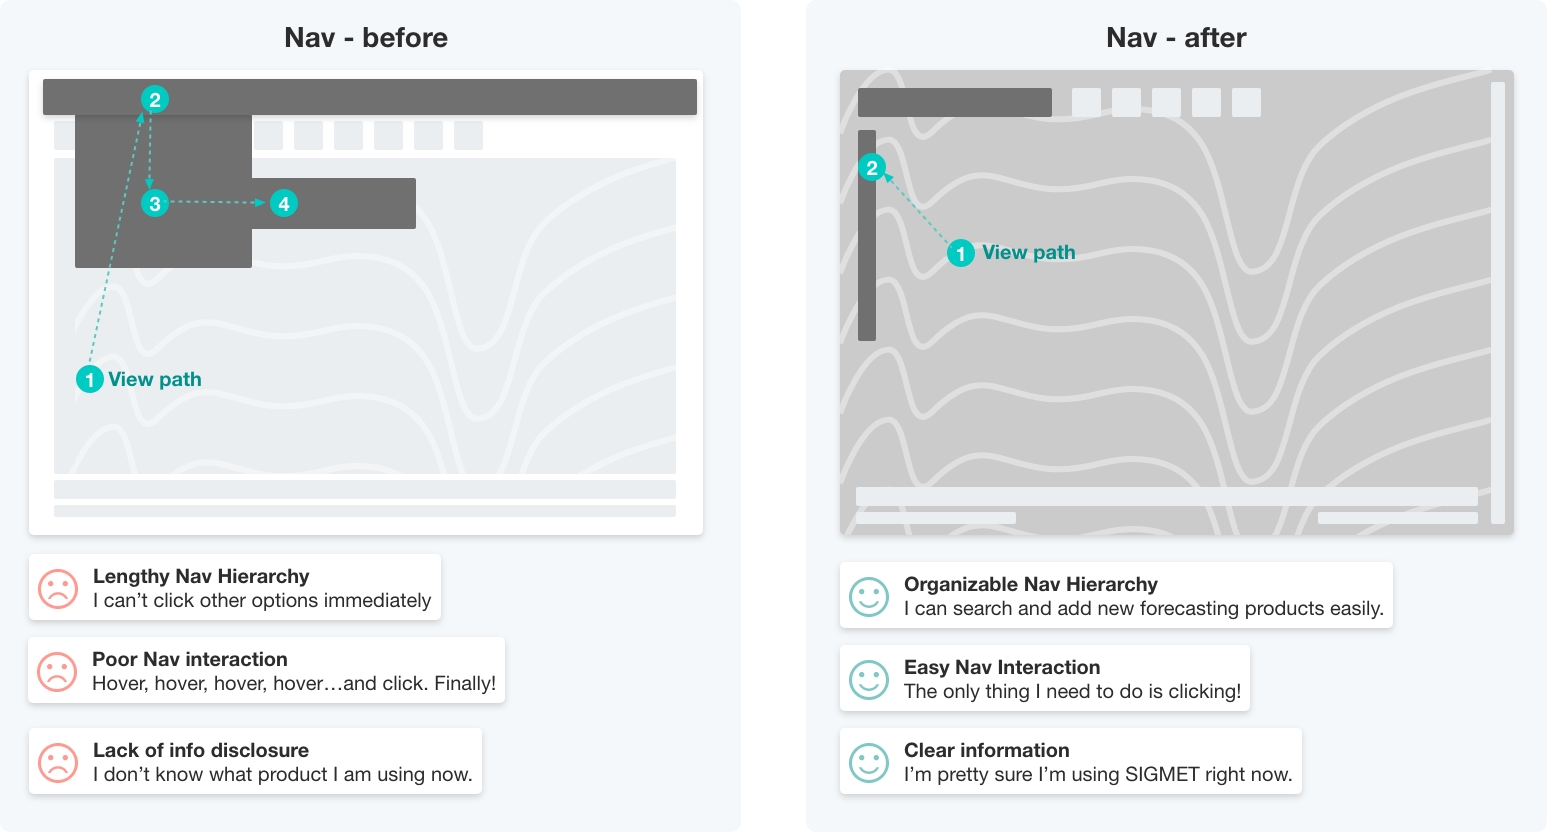 Nav - before
2
3
4
1
View path
Lengthy Nav Hierarchy
I can’t click other options immediately
Poor Nav interaction
Hover, hover, hover, hover…and click. Finally!
Lack of info disclosure
I don’t know what product I am using now.
Nav - after
2
1
View path
Organizable Nav Hierarchy
I can search and add new forecasting products easily.
Easy Nav Interaction
The only thing I need to do is clicking!
Clear information
I’m pretty sure I’m using SIGMET right now.